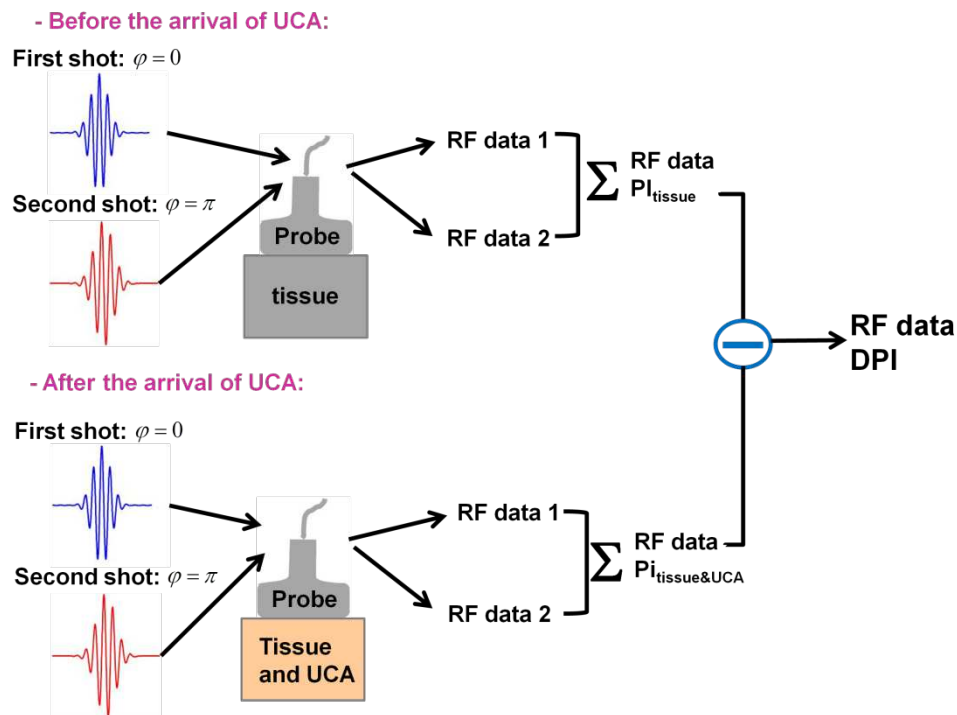 - Before the arrival of UCA:
First shot: φ = 0
Second shot: φ = π
Probe
tissue
RF data 1
RF data 2
∑ RF data
PItissue
- After the arrival of UCA:
First shot: φ = 0
Second shot: φ = π
Probe
Tissue
and UCA
RF data 1
RF data 2
∑ RF data
Pitissue&UCA
RF data
DPI